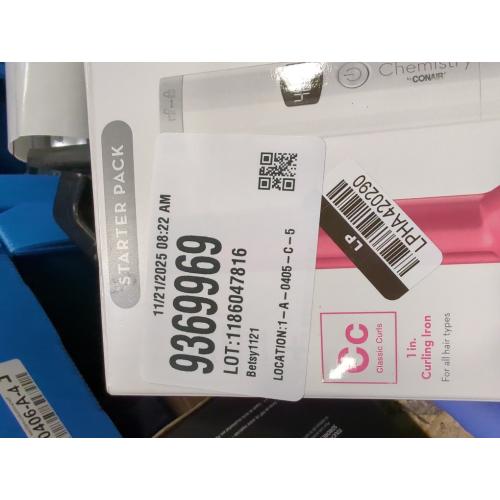 Chemistry
by CONAIR
STARTER PACK
11/21/2025 08:22 AM
9369969
LOT:1186047816
Betsy1121
LOCATION:1-A-0405-C-5
LP
LPHA420290
Cc
Classic Curls
1 in.
Curling Iron
For all hair types
0406-A-